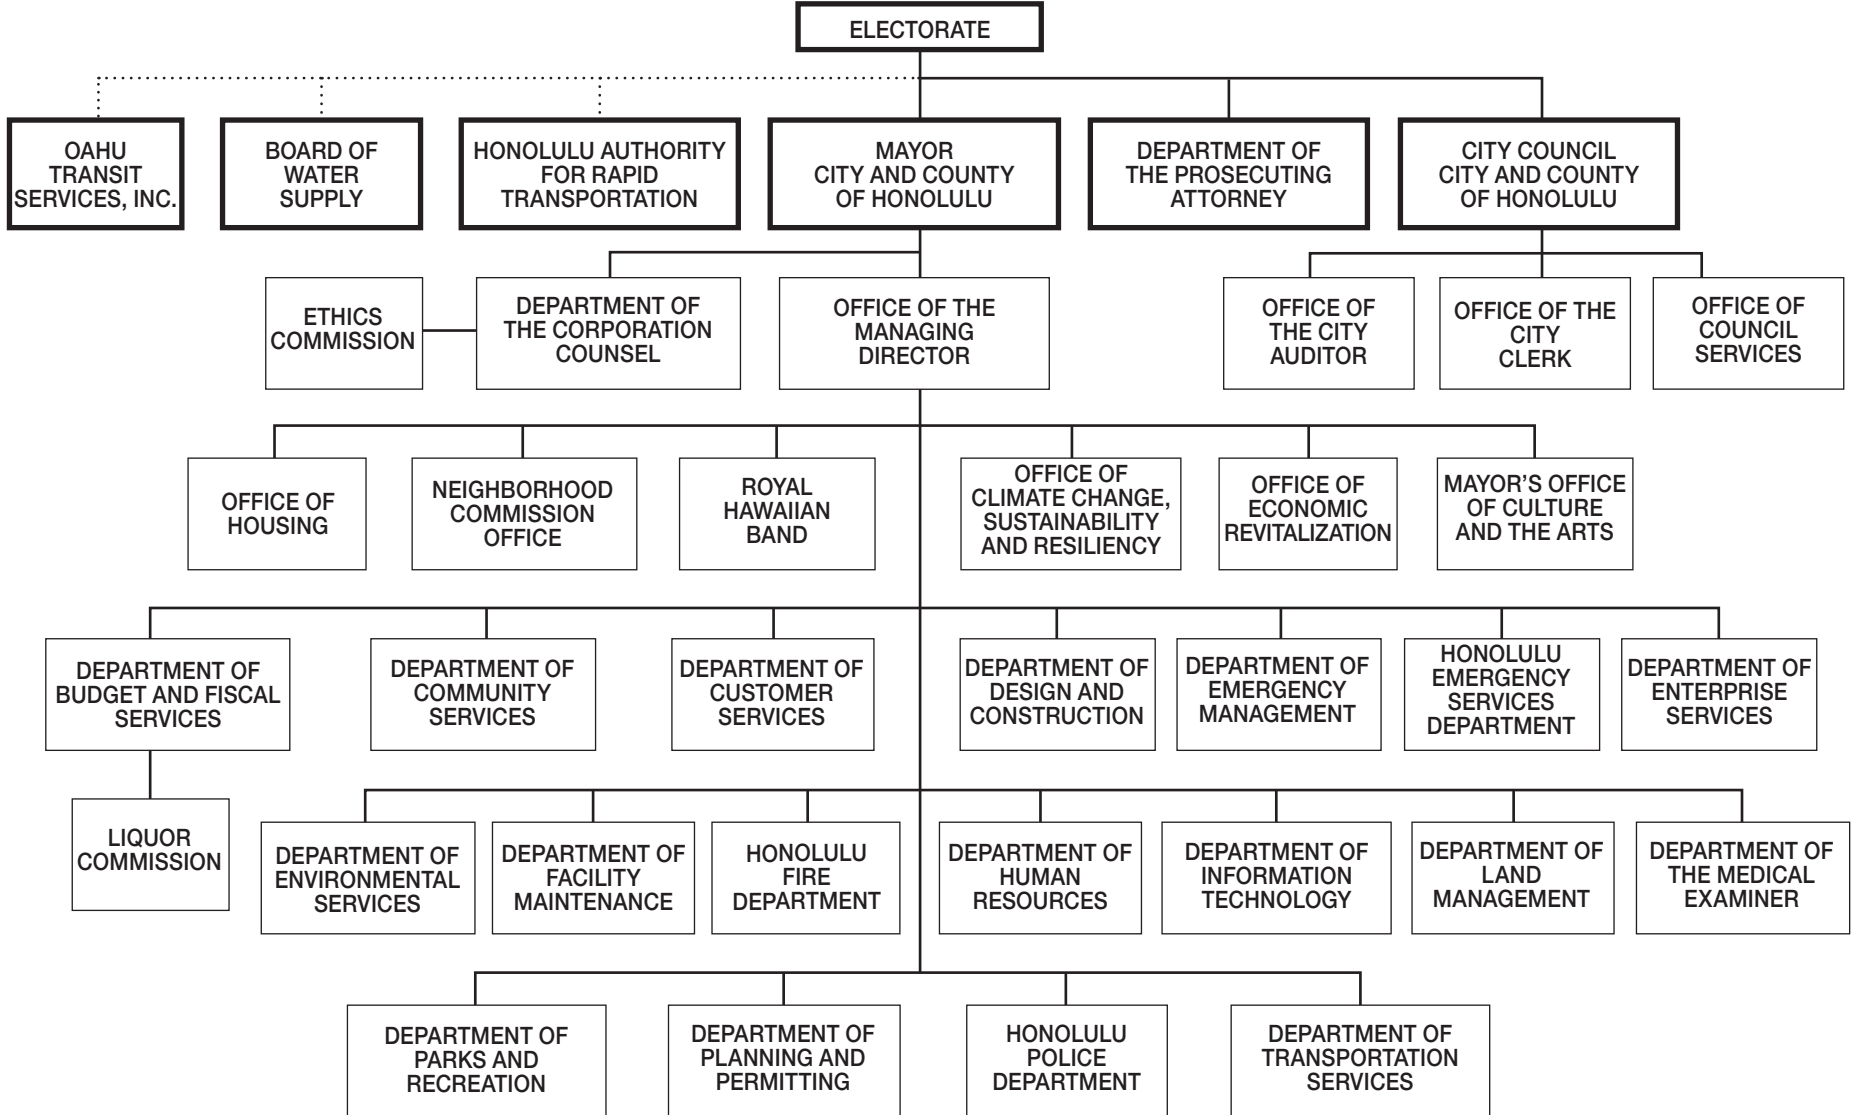 ELECTORATE
OAHU
TRANSIT
SERVICES, INC.
BOARD OF
WATER
SUPPLY
HONOLULU AUTHORITY
FOR RAPID
TRANSPORTATION
MAYOR
CITY AND COUNTY
OF HONOLULU
DEPARTMENT OF
THE PROSECUTING
ATTORNEY
CITY COUNCIL
CITY AND COUNTY
OF HONOLULU
ETHICS
COMMISSION
DEPARTMENT OF
THE CORPORATION
COUNSEL
OFFICE OF THE
MANAGING
DIRECTOR
OFFICE OF
THE CITY
AUDITOR
OFFICE OF THE
CITY
CLERK
OFFICE OF
COUNCIL
SERVICES
OFFICE OF
HOUSING
NEIGHBORHOOD
COMMISSION
OFFICE
ROYAL
HAWAIIAN
BAND
OFFICE OF
CLIMATE CHANGE,
SUSTAINABILITY
AND RESILIENCY
OFFICE OF
ECONOMIC
REVITALIZATION
MAYOR’S OFFICE
OF CULTURE
AND THE ARTS
DEPARTMENT OF
BUDGET AND FISCAL
SERVICES
DEPARTMENT OF
COMMUNITY
SERVICES
DEPARTMENT OF
CUSTOMER
SERVICES
DEPARTMENT OF
DESIGN AND
CONSTRUCTION
DEPARTMENT OF
EMERGENCY
MANAGEMENT
HONOLULU
EMERGENCY
SERVICES
DEPARTMENT
DEPARTMENT OF
ENTERPRISE
SERVICES
LIQUOR
COMMISSION
DEPARTMENT OF
ENVIRONMENTAL
SERVICES
DEPARTMENT OF
FACILITY
MAINTENANCE
HONOLULU
FIRE
DEPARTMENT
DEPARTMENT OF
HUMAN
RESOURCES
DEPARTMENT OF
INFORMATION
TECHNOLOGY
DEPARTMENT OF
LAND
MANAGEMENT
DEPARTMENT OF
THE MEDICAL
EXAMINER
DEPARTMENT OF
PARKS AND
RECREATION
DEPARTMENT OF
PLANNING AND
PERMITTING
HONOLULU
POLICE
DEPARTMENT
DEPARTMENT OF
TRANSPORTATION
SERVICES